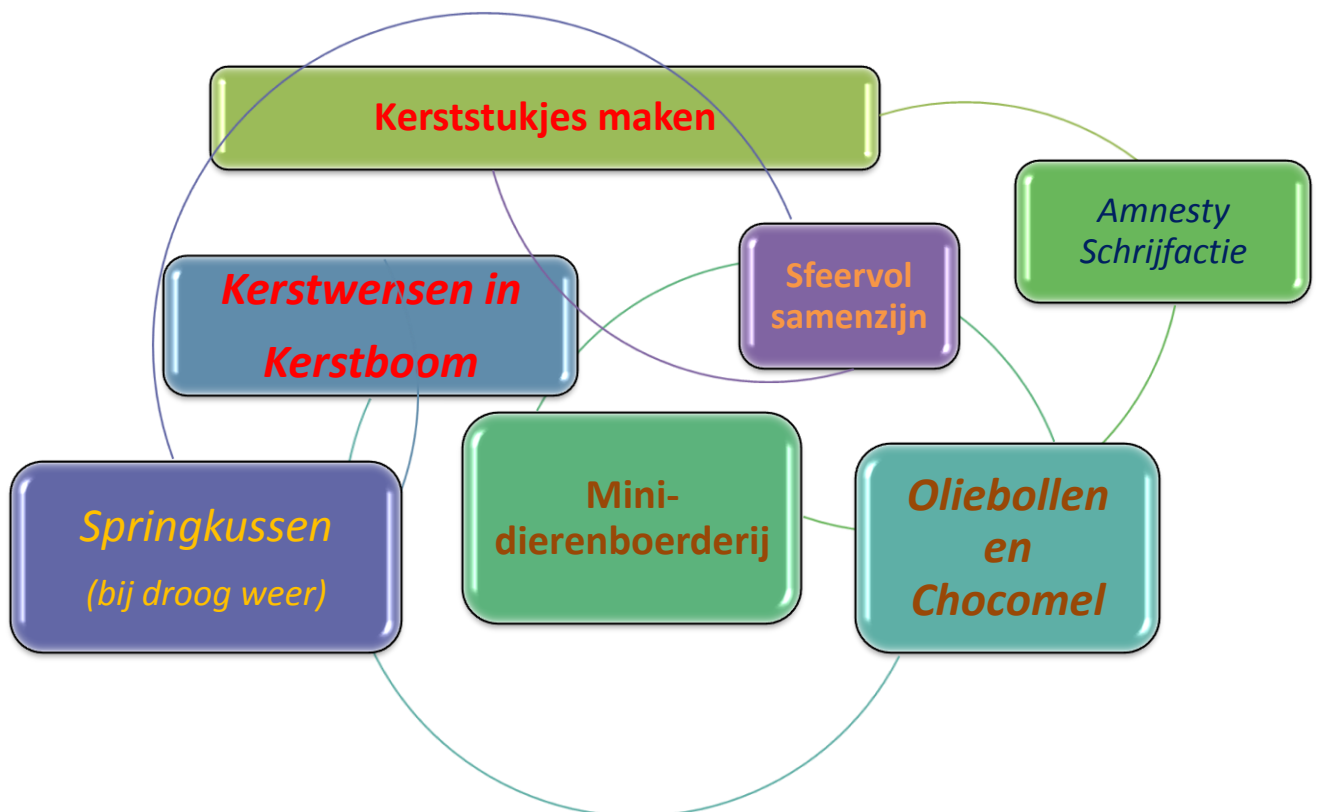 Kerststukjes maken
Amnesty
Schrijfactie
Sfeervol
samenzijn
Kerstwensen in
Kerstboom
Mini-
dierenboerderij
Oliebollen
en
Chocomel
Springkussen
(bij droog weer)